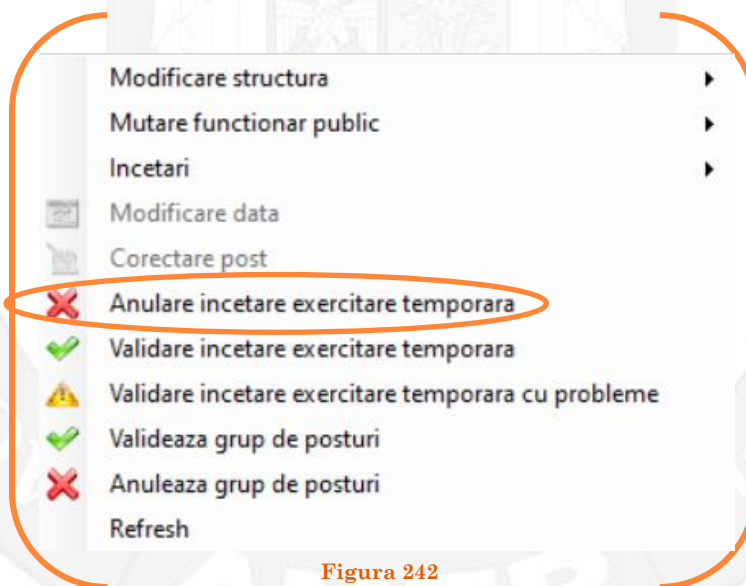 Modificare structura
Mutare functionar public
Incetari
Modificare data
Corectare post
Anulare incetare exercitare temporara
Validare incetare exercitare temporara
Validare incetare exercitare temporara cu probleme
Valideaza grup de posturi
Anuleaza grup de posturi
Refresh
Figura 242